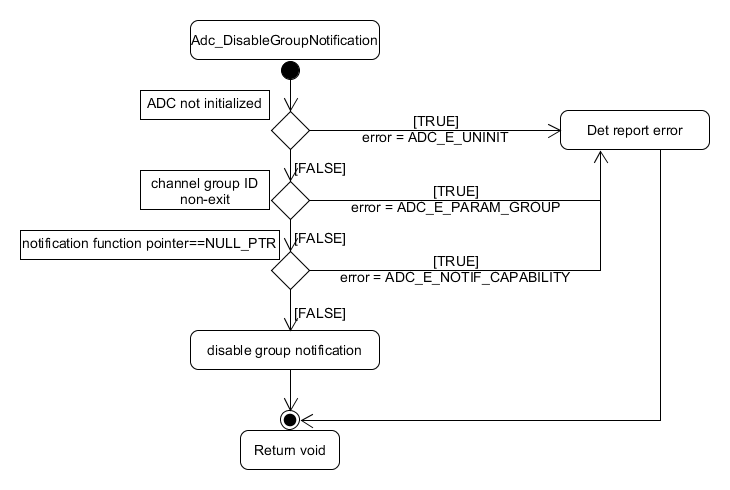 Adc_DisableGroupNotification
ADC not initialized
[TRUE]
error = ADC_E_UNINIT
Det report error
[FALSE]
channel group ID
non-exit
[TRUE]
error = ADC_E_PARAM_GROUP
[FALSE]
notification function pointer==NULL_PTR
[TRUE]
error = ADC_E_NOTIF_CAPABILITY
[FALSE]
disable group notification
Return void